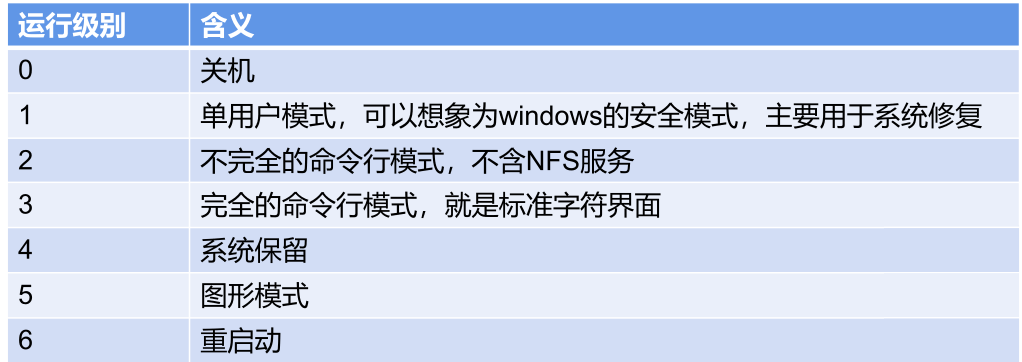 运行级别 含义
0 关机
1 单用户模式，可以想象为windows的安全模式，主要用于系统修复
2 不完全的命令行模式，不含NFS服务
3 完全的命令行模式，就是标准字符界面
4 系统保留
5 图形模式
6 重启动